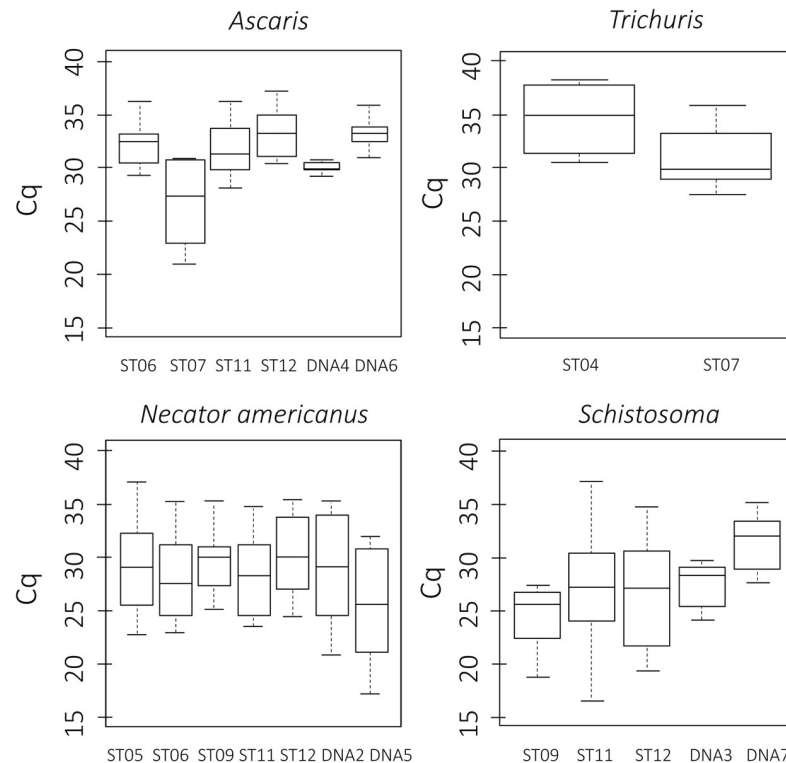 Ascaris
Cq
40
35
30
25
20
15
ST06 ST07 ST11 ST12 DNA4 DNA6
Trichuris
Cq
40
35
30
25
20
15
ST04 ST07
Necator americanus
Cq
40
35
30
25
20
15
ST05 ST06 ST09 ST11 ST12 DNA2 DNA5
Schistosoma
Cq
40
35
30
25
20
15
ST09 ST11 ST12 DNA3 DNA7